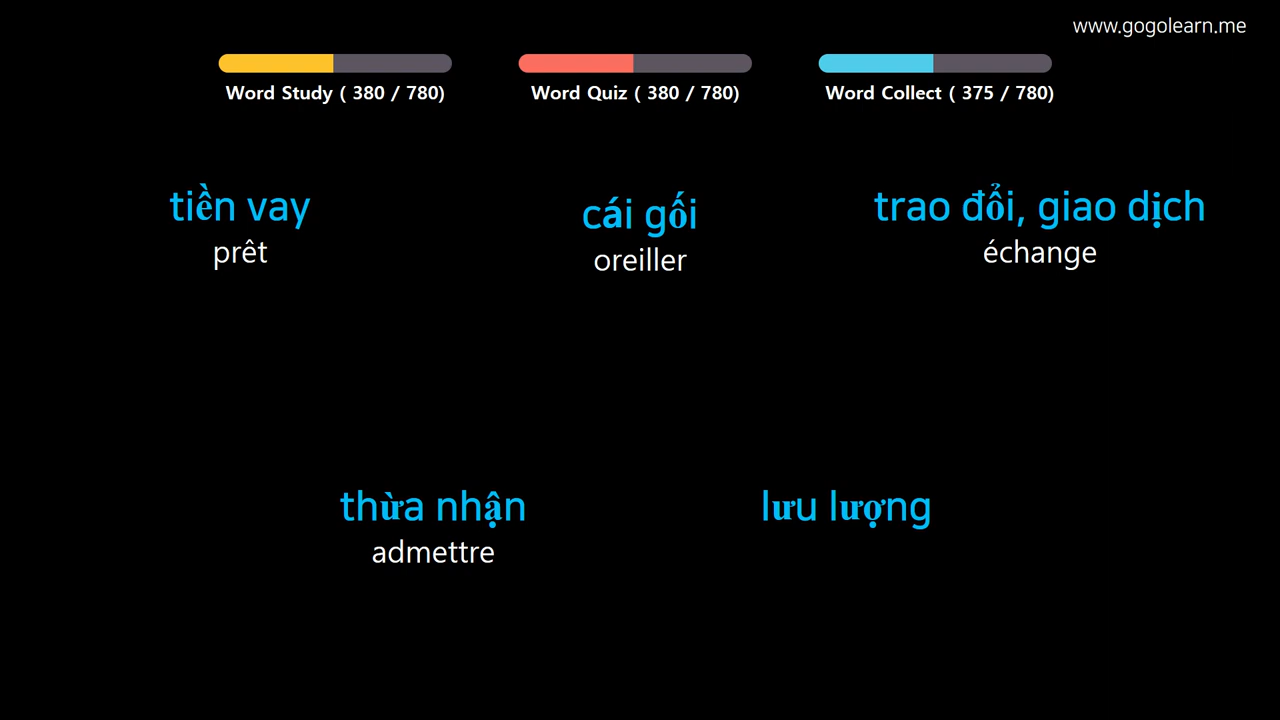 www.gogolearn.me
Word Study ( 380 / 780)
Word Quiz ( 380 / 780)
Word Collect ( 375 / 780)
tiền vay
prêt
cái gối
oreiller
trao đổi, giao dịch
échange
thừa nhận
admettre
lưu lượng